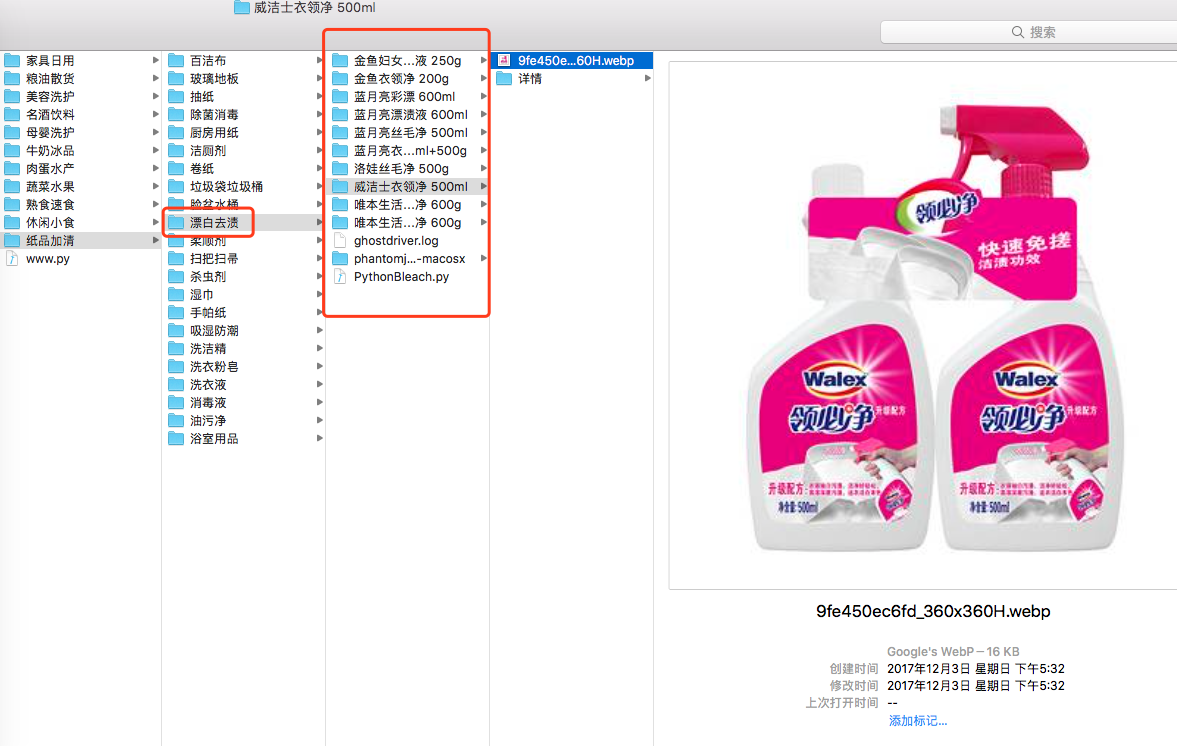 威洁士衣领净 500ml
搜索
家具日用
粮油散货
美容洗护
名酒饮料
母婴洗护
牛奶冰品
肉蛋水产
蔬菜水果
熟食速食
休闲小食
纸品加清
www.py
百洁布
玻璃地板
抽纸
除菌消毒
厨房用纸
洁厕剂
卷纸
垃圾袋垃圾桶
脸盆水桶
漂白去渍
柔顺剂
扫把扫帚
杀虫剂
湿巾
手帕纸
吸湿防潮
洗洁精
洗衣粉皂
洗衣液
消毒液
油污净
浴室用品
金鱼妇女...液 250g
金鱼衣领净 200g
蓝月亮彩漂 600ml
蓝月亮漂渍液 600ml
蓝月亮丝毛净 500ml
蓝月亮衣...ml+500g
洛娃丝毛净 500g
威洁士衣领净 500ml
唯本生活...净 600g
唯本生活...净 600g
ghostdriver.log
phantomj...-macosx
PythonBleach.py
9fe450e...60H.webp
详情
领必净
快速免搓
洁渍功效
Walex
领必净
升级配方
升级配方:
净含量:500ml
Walex
领必净
升级配方
升级配方:
净含量:500ml
9fe450ec6fd_360x360H.webp
Google's WebP－16 KB
创建时间 2017年12月3日 星期日 下午5:32
修改时间 2017年12月3日 星期日 下午5:32
上次打开时间 --
添加标记...